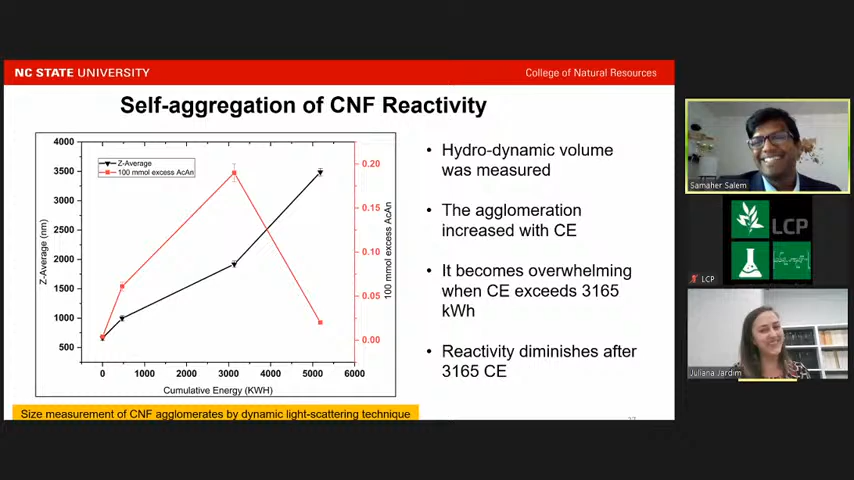 NC STATE UNIVERSITY
College of Natural Resources
Self-aggregation of CNF Reactivity
Z-Average
100 mmol excess AcAn
4000
3500
3000
2500
2000
1500
1000
500
Z-Average (nm)
0.20
0.15
0.10
0.05
0.00
100 mmol excess AcAn
0 1000 2000 3000 4000 5000 6000
Cumulative Energy (KWH)
Size measurement of CNF agglomerates by dynamic light-scattering technique
• Hydro-dynamic volume
was measured
• The agglomeration
increased with CE
• It becomes overwhelming
when CE exceeds 3165
kWh
• Reactivity diminishes after
3165 CE
Samaher Salem
LCP
LCP
Juliana Jardim